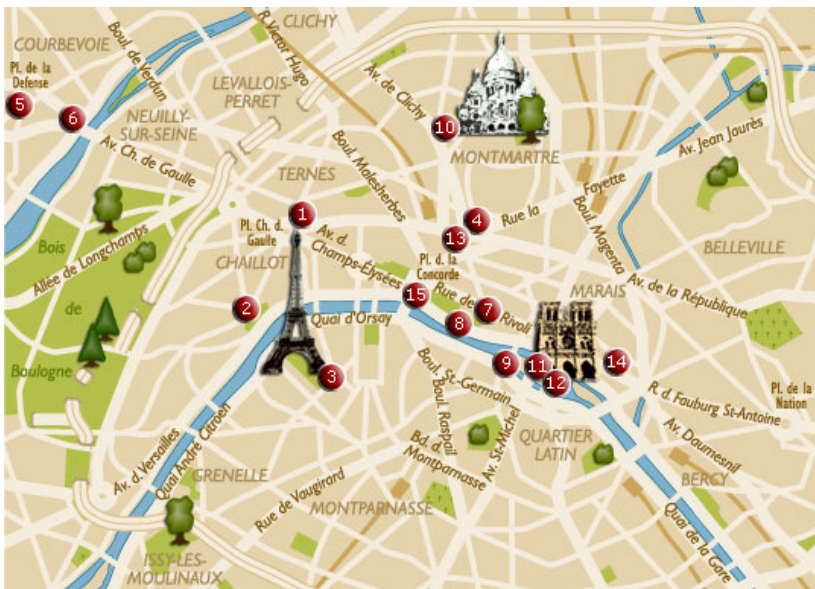 CLICHY
COURBEVOIE
Boul. de Verdun
R. Victor Hugo
Pl. de la
Defense
LEVALLOIS-
PERRET
Av. de Clichy
5
6
NEUILLY-
SUR-SEINE
10
MONTMARTRE
Av. Jean Jaurès
Av. Ch. de Gaulle
Boul. Malesherbes
TERNES
Fayette
Rue la
Boul. Magenta
1
4
13
Pl. Ch. d.
Gaulle
Av. d.
Champs-Élysées
Pl. d. la
Concorde
BELLEVILLE
Bois
Allée de Longchamps
CHAILLOT
Av. de la République
MARAIS
15
Rue de
Rivoli
de
2
Quai d'Orsay
8
7
Boulogne
3
9
11
12
14
Boul. St-Germain
Pl. de la
Nation
R. d. Fauburg St-Antoine
Boul. Raspail
Av. St-Michel
Av. d. Versailles
Quai André Citroën
QUARTIER
LATIN
Av. Daumesnil
Bd. d.
Montparnasse
GRENELLE
BERCY
Rue de Vaugirard
MONTPARNASSE
Quai de la Gare
ISSY-LES-
MOULINAUX